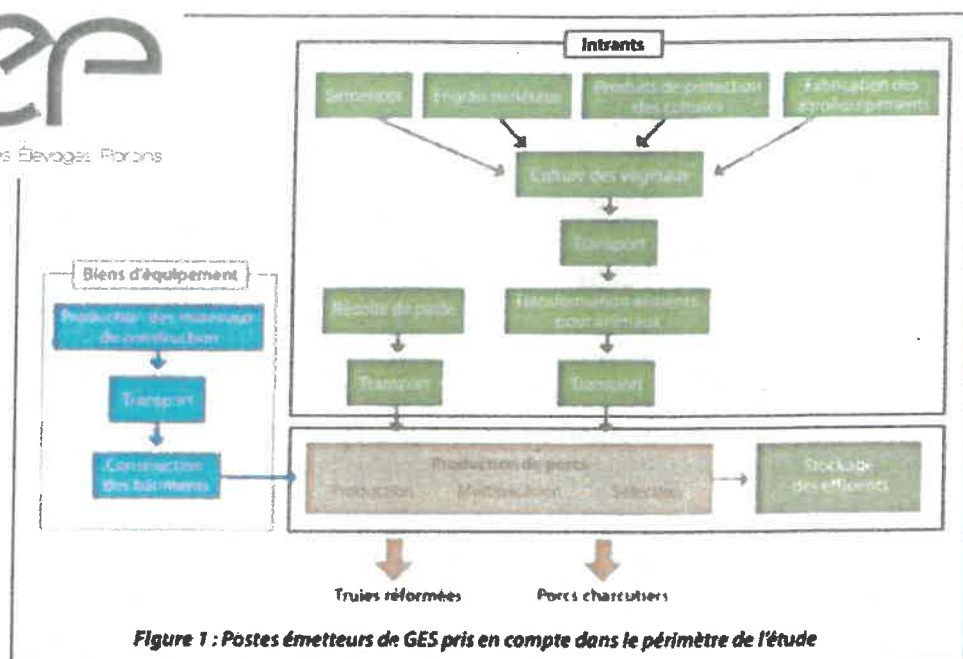 es Élevages
Intrants
Semences
Engrais minéraux
Produits de protection
des cultures
Fabrication des
agroéquipements
Culture des végétaux
Transport
Biens d'équipement
Production des matériaux
de construction
Récolte de paille
Transformation aliments
pour animaux
Transport
Transport
Transport
Construction
des bâtiments
Production de porcs
Production
Multiplication
Sélection
Stockage
des effluents
Truies réformées
Porcs charcutiers
Figure 1 : Postes émetteurs de GES pris en compte dans le périmètre de l'étude